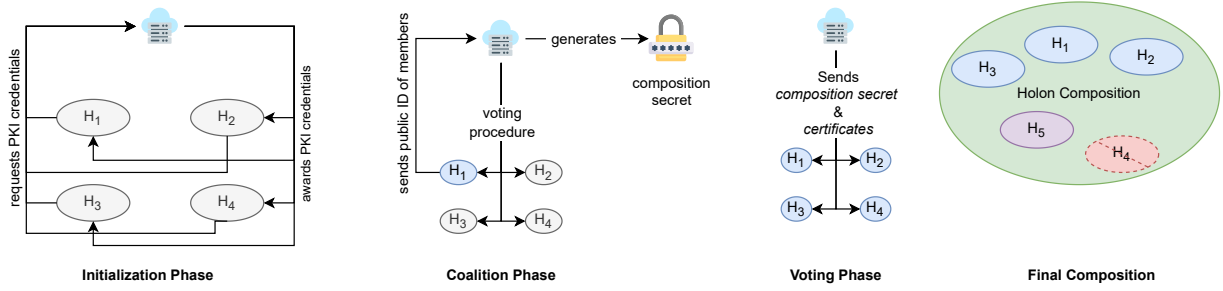 requests PKI credentials
H1
H2
H3
H4
awards PKI credentials
Initialization Phase
sends public ID of members
generates
*****
composition
secret
voting
procedure
H1
H2
H3
H4
Coalition Phase
Sends
composition secret
&
certificates
H1
H2
H3
H4
Voting Phase
H1
H2
H3
Holon Composition
H5
H4
Final Composition